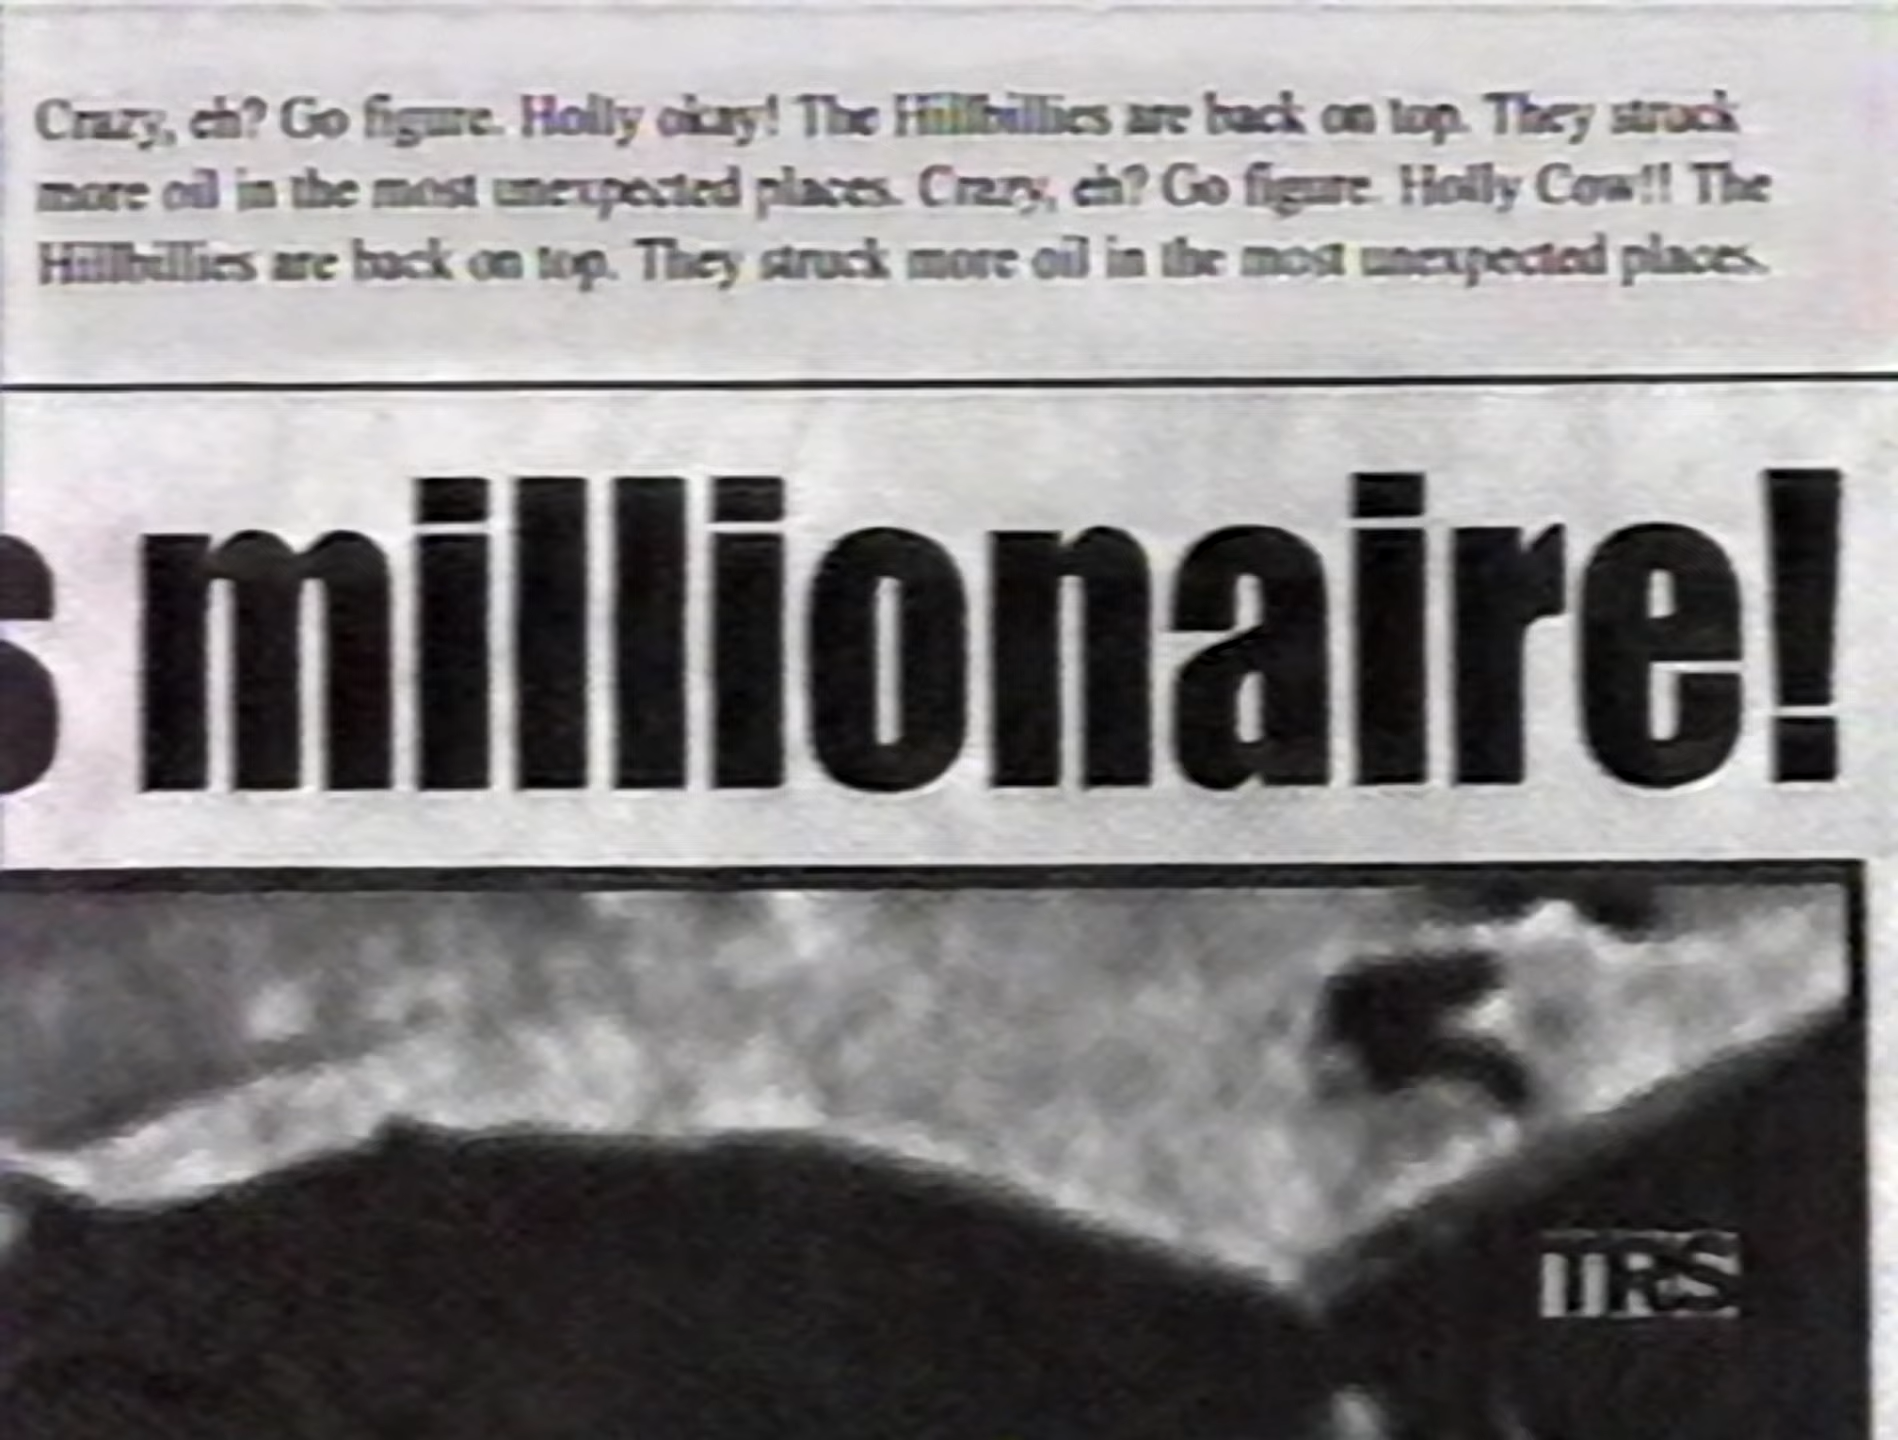 Crazy, eh? Go figure. Holly okay! The Hillbillies are back on top. They struck
more oil in the most unexpected places. Crazy, eh? Go figure. Holly Cow!! The
Hillbillies are back on top. They struck more oil in the most unexpected places.
s millionaire!